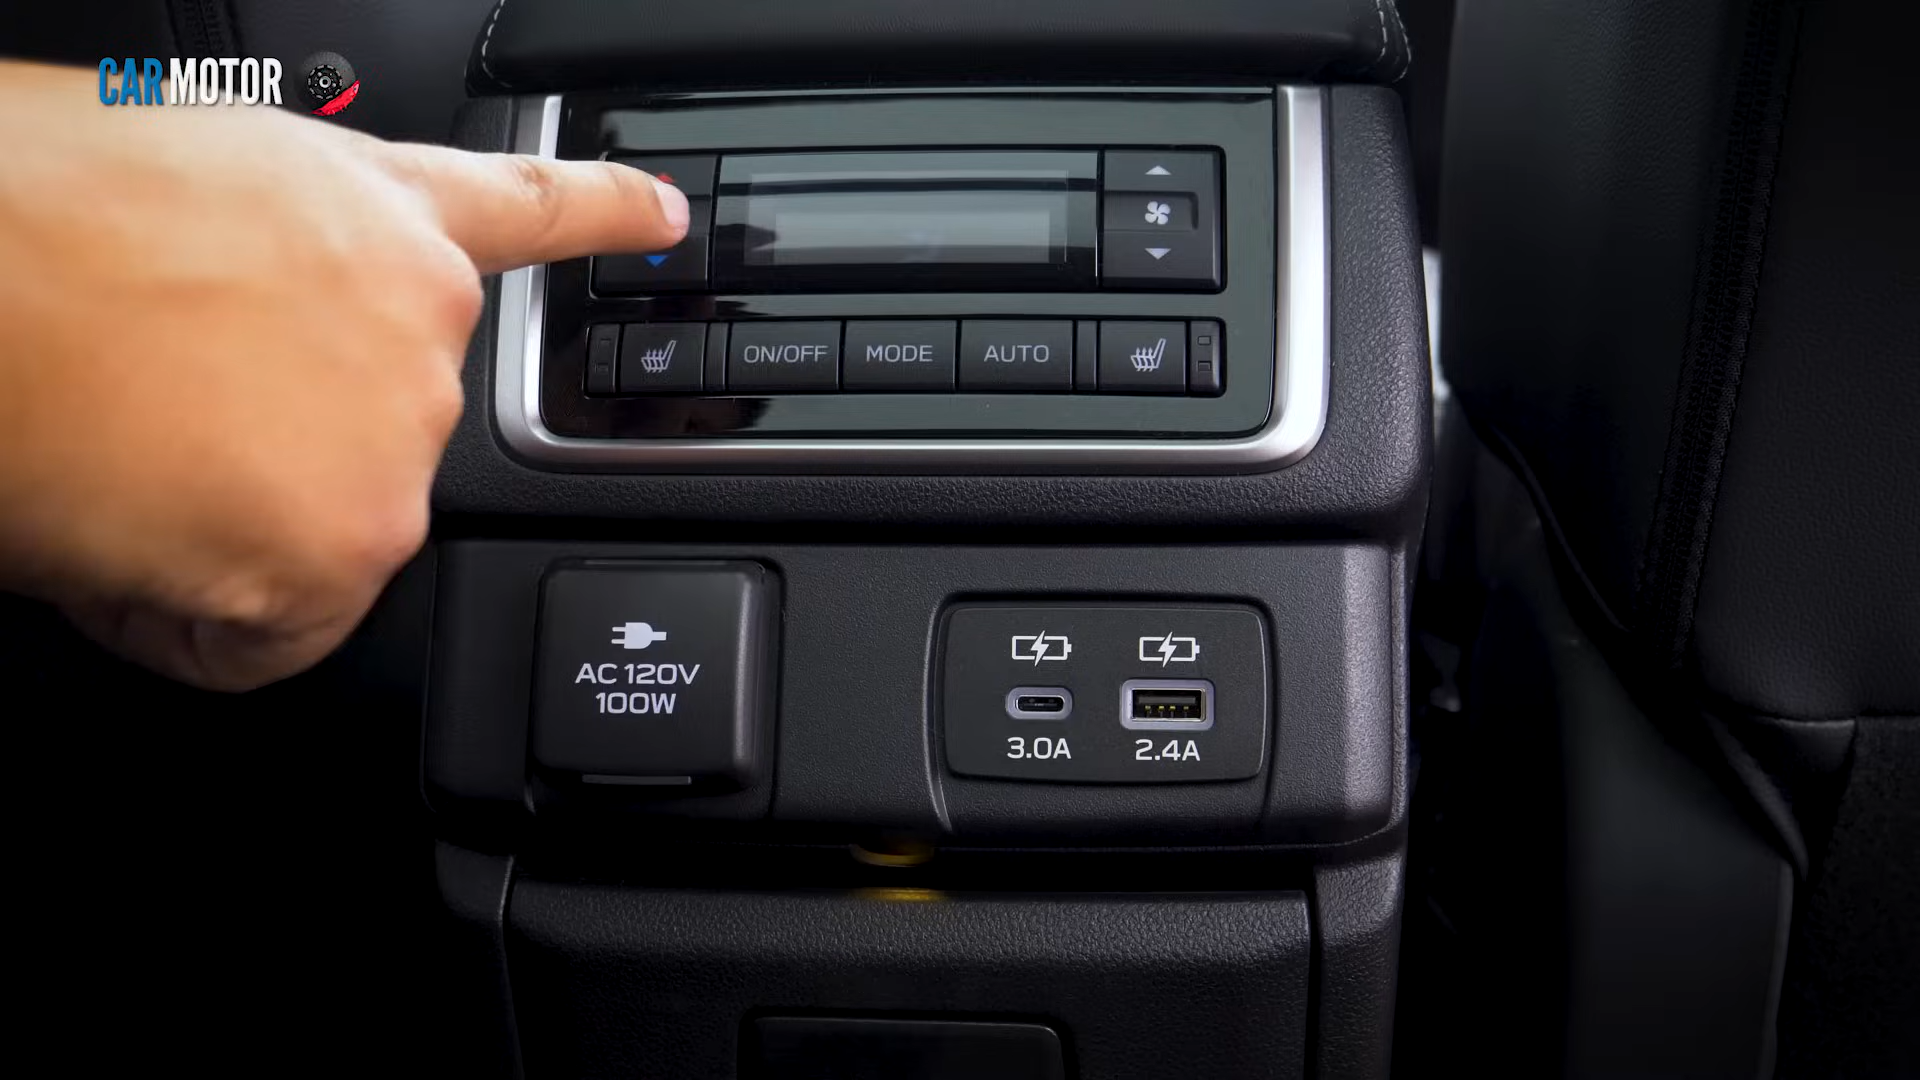 CARMOTOR
ON/OFF MODE AUTO
AC 120V
100W
3.0A 2.4A